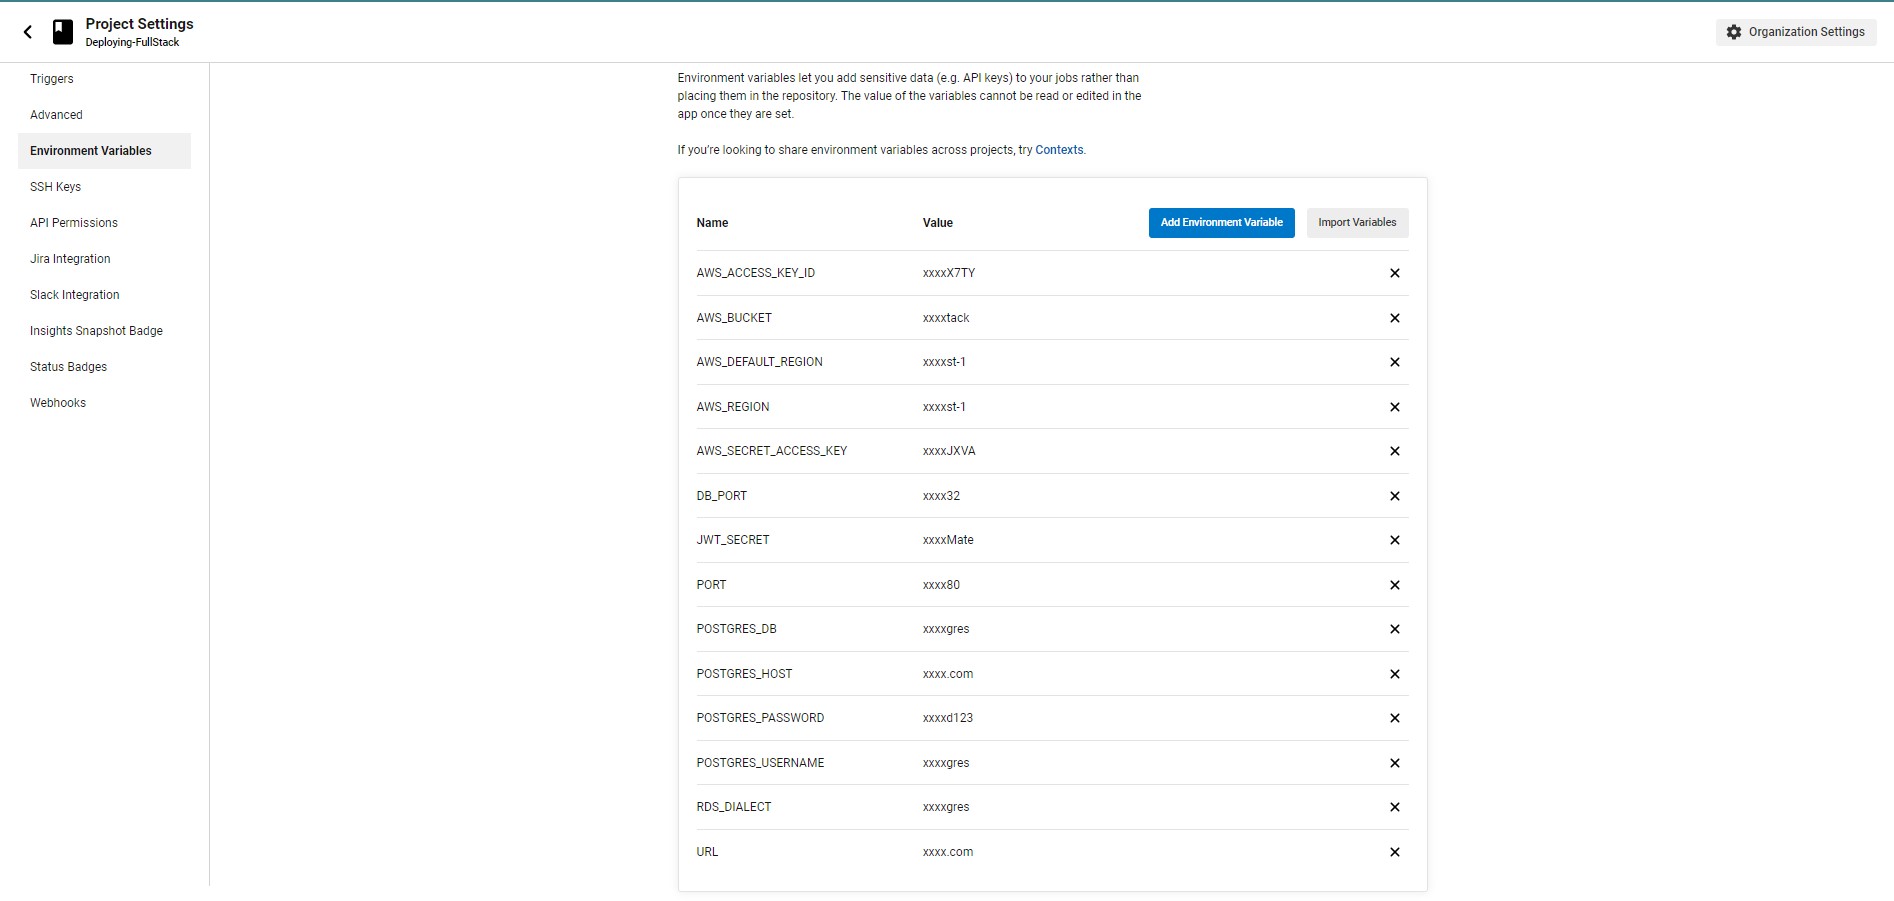 Project Settings
Deploying-FullStack
Organization Settings
Triggers
Advanced
Environment Variables
SSH Keys
API Permissions
Jira Integration
Slack Integration
Insights Snapshot Badge
Status Badges
Webhooks
Environment variables let you add sensitive data (e.g. API keys) to your jobs rather than
placing them in the repository. The value of the variables cannot be read or edited in the
app once they are set.
If you're looking to share environment variables across projects, try Contexts.
Name Value Add Environment Variable Import Variables
AWS_ACCESS_KEY_ID xxxxX7TY
AWS_BUCKET xxxxtack
AWS_DEFAULT_REGION xxxxst-1
AWS_REGION xxxxst-1
AWS_SECRET_ACCESS_KEY xxxxJXVA
DB_PORT xxxx32
JWT_SECRET xxxxMate
PORT xxxx80
POSTGRES_DB xxxxgres
POSTGRES_HOST xxxx.com
POSTGRES_PASSWORD xxxxd123
POSTGRES_USERNAME xxxxgres
RDS_DIALECT xxxxgres
URL xxxx.com